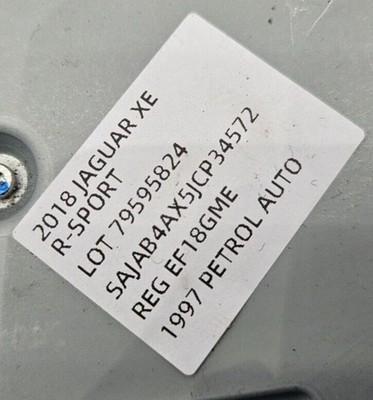 2018 JAGUAR XE
R-SPORT
LOT 79595824
SAJAB4AX5JCP34572
REG EF18GME
1997 PETROL AUTO